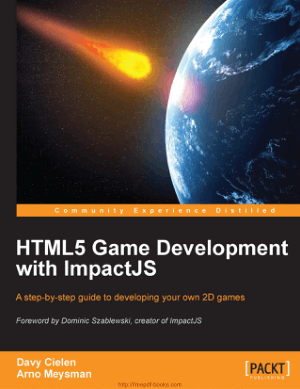 Community Experience Distilled
HTML5 Game Development
with ImpactJS
A step-by-step guide to developing your own 2D games
Foreword by Dominic Szablewski, creator of ImpactJS
Davy Cielen
Arno Meysman
[PACKT]
PUBLISHING
http://freepdf-books.com